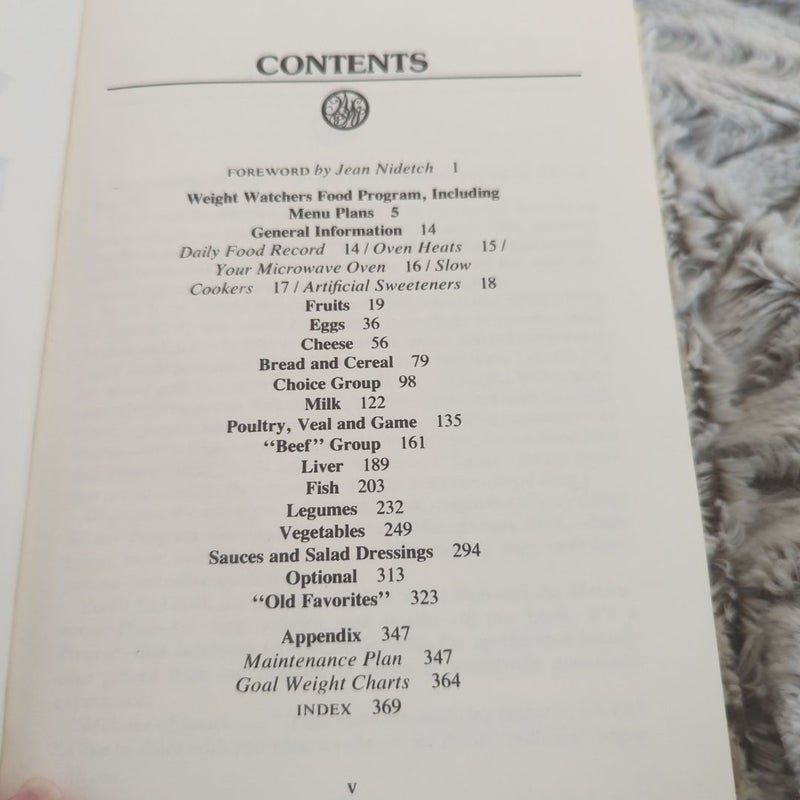 CONTENTS
FOREWORD by Jean Nidetch 1
Weight Watchers Food Program, Including
Menu Plans 5
General Information 14
Daily Food Record 14 / Oven Heats 15 /
Your Microwave Oven 16 / Slow
Cookers 17 / Artificial Sweeteners 18
Fruits 19
Eggs 36
Cheese 56
Bread and Cereal 79
Choice Group 98
Milk 122
Poultry, Veal and Game 135
“Beef” Group 161
Liver 189
Fish 203
Legumes 232
Vegetables 249
Sauces and Salad Dressings 294
Optional 313
“Old Favorites” 323
Appendix 347
Maintenance Plan 347
Goal Weight Charts 364
INDEX 369
V